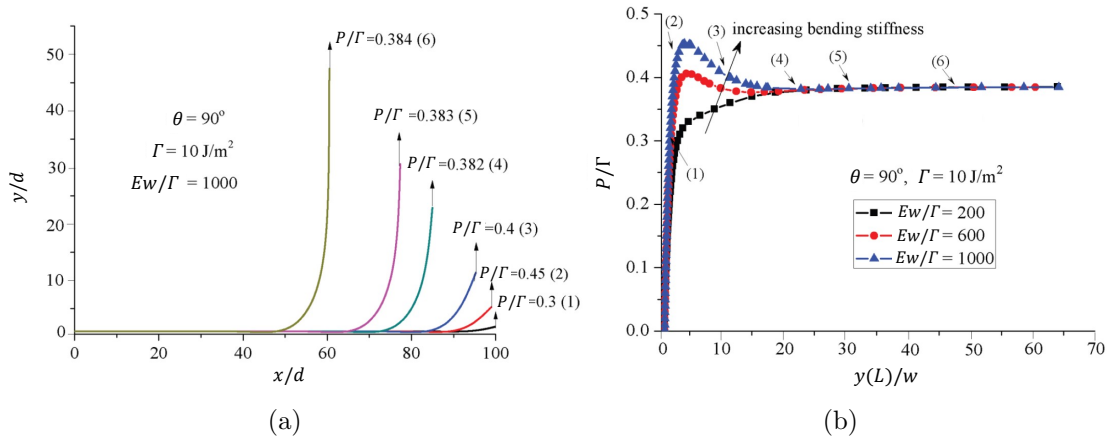 50
40
30
20
10
0
y/d
0 20 40 60 80 100
x/d
P/Γ=0.384 (6)
P/Γ=0.383 (5)
P/Γ=0.382 (4)
P/Γ=0.4 (3)
P/Γ=0.45 (2)
P/Γ=0.3 (1)
θ = 90°
Γ = 10 J/m²
Ew/Γ = 1000
(a)
0.5
0.4
0.3
0.2
0.1
0.0
P/Γ
0 10 20 30 40 50 60 70
y(L)/w
(2)
(3)
increasing bending stiffness
(4)
(5)
(6)
(1)
θ = 90°, Γ = 10 J/m²
Ew/Γ = 200
Ew/Γ = 600
Ew/Γ = 1000
(b)